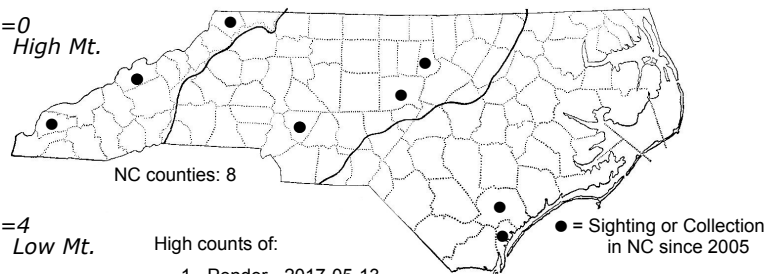 =0
High Mt.
NC counties: 8
=4
Low Mt.
High counts of:
● = Sighting or Collection
in NC since 2005
1 - Pender - 2017-05-13